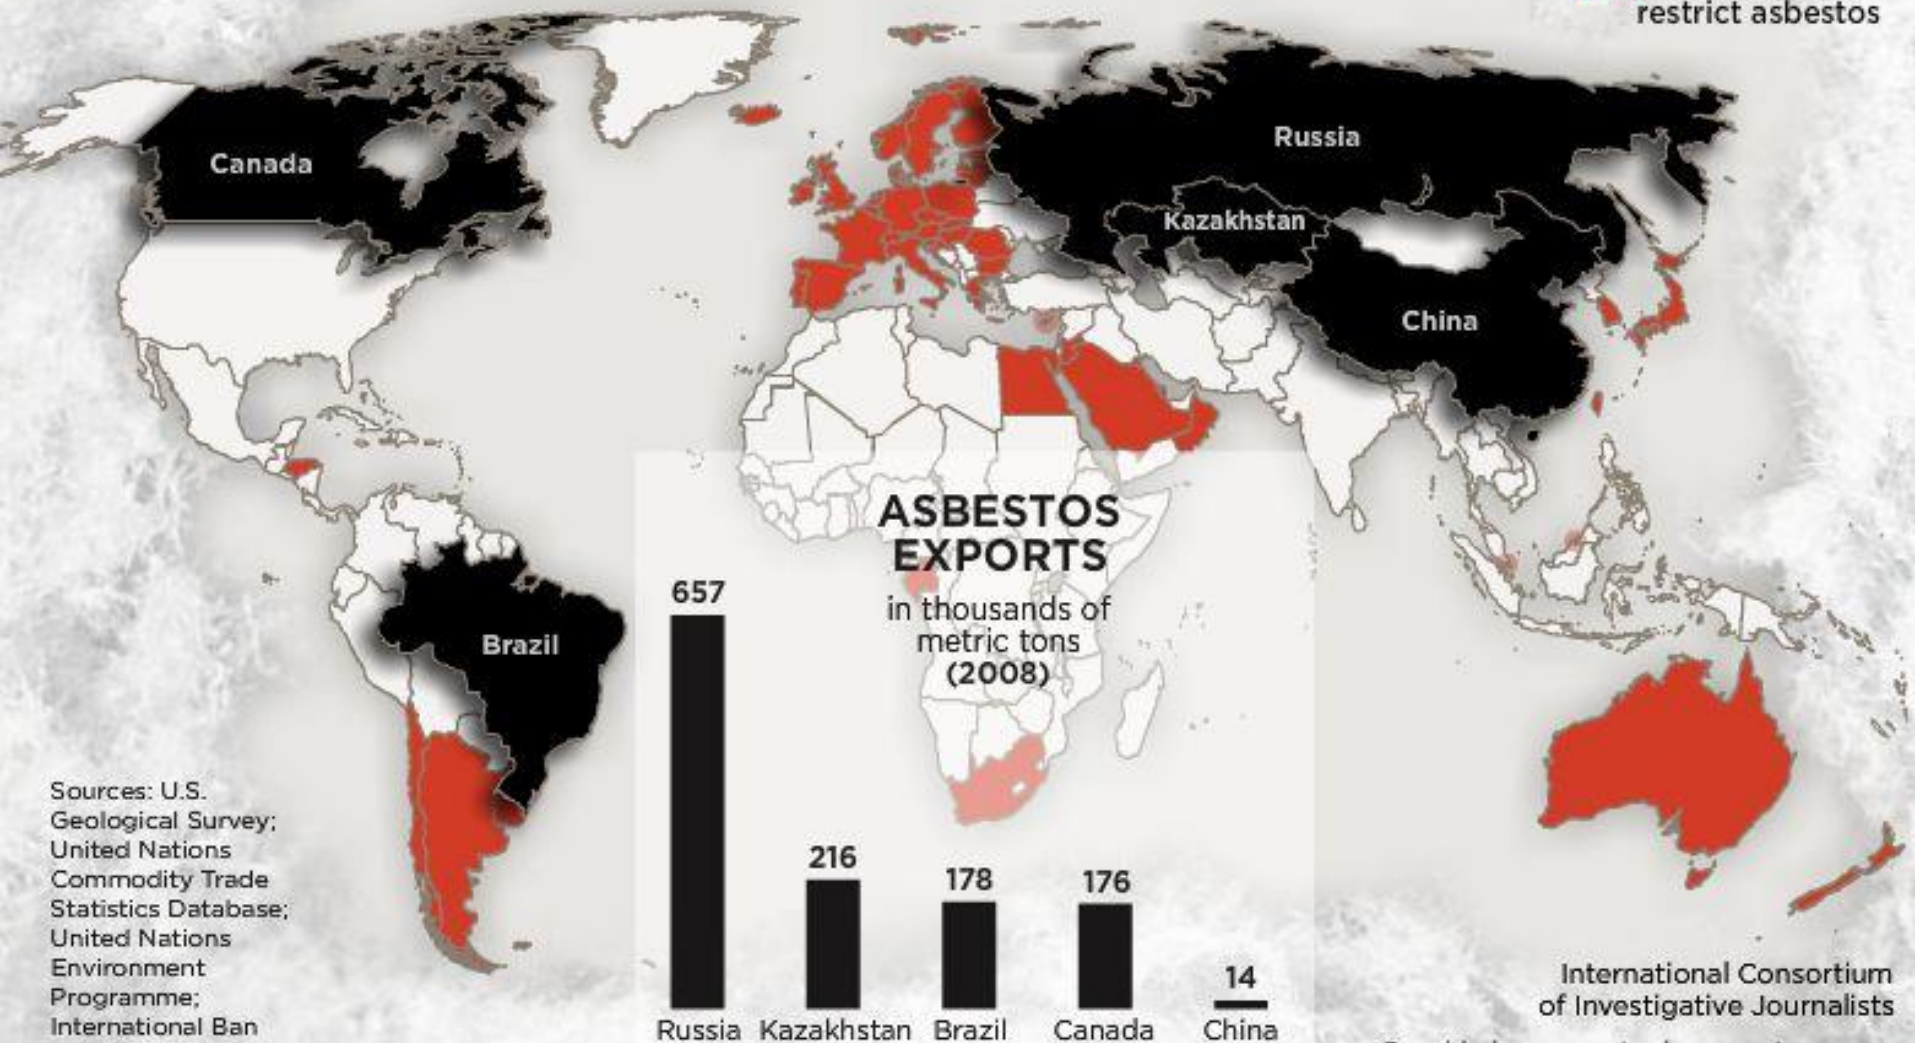 restrict asbestos
Canada
Russia
Kazakhstan
China
Brazil
ASBESTOS
EXPORTS
in thousands of
metric tons
(2008)
657
216
178
176
14
Russia
Kazakhstan
Brazil
Canada
China
Sources: U.S.
Geological Survey;
United Nations
Commodity Trade
Statistics Database;
United Nations
Environment
Programme;
International Ban
International Consortium
of Investigative Journalists